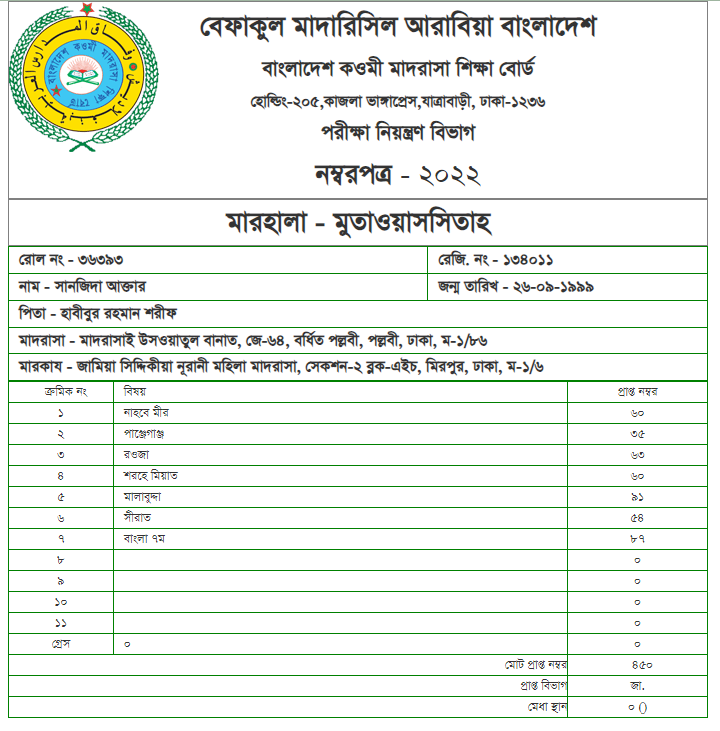 বেফাকুল মাদারিসিল আরাবিয়া বাংলাদেশ
বাংলাদেশ কওমী মাদরাসা শিক্ষা বোর্ড
হোল্ডিং-২০৫,কাজলা ভাঙ্গাপ্রেস,যাত্রাবাড়ী, ঢাকা-১২৩৬
পরীক্ষা নিয়ন্ত্রণ বিভাগ
নম্বরপত্র - ২০২২
মারহালা - মুতাওয়াসসিতাহ
রোল নং - ৩৬৩৯৩ রেজি. নং - ১৩৪০১১
নাম - সানজিদা আক্তার জন্ম তারিখ - ২৬-০৯-১৯৯৯
পিতা - হাবীবুর রহমান শরীফ
মাদরাসা - মাদরাসাই উসওয়াতুল বানাত, জে-৬৪, বর্ধিত পল্লবী, পল্লবী, ঢাকা, ম-১/৮৬
মারকায - জামিয়া সিদ্দিকীয়া নূরানী মহিলা মাদরাসা, সেকশন-২ ব্লক-এইচ, মিরপুর, ঢাকা, ম-১/৬
ক্রমিক নং বিষয় প্রাপ্ত নম্বর
১ নাহবে মীর ৬০
২ পাঞ্জেগাঞ্জ ৩৫
৩ রওজা ৬৩
৪ শরহে মিয়াত ৬০
৫ মালাবুদ্দা ৯১
৬ সীরাত ৫৪
৭ বাংলা ৭ম ৮৭
৮ ০
৯ ০
১০ ০
১১ ০
গ্রেস ০ ০
মোট প্রাপ্ত নম্বর ৪৫০
প্রাপ্ত বিভাগ জা.
মেধা স্থান ০ ()
বাংলাদেশ কওমী মাদরাসা শিক্ষা বোর্ড